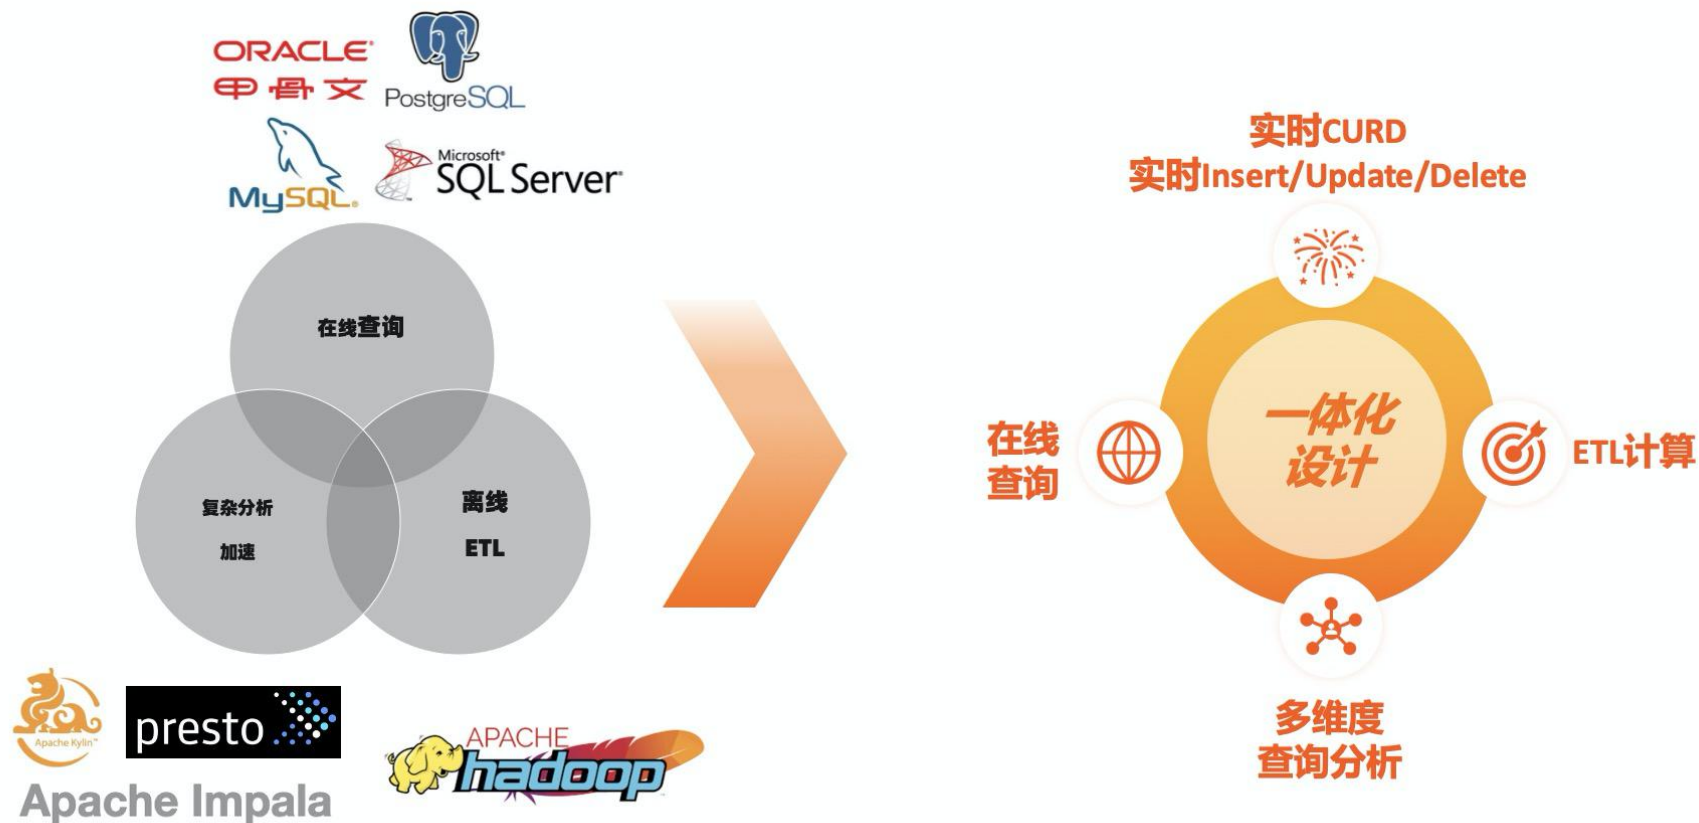 ORACLE®
甲骨文
PostgreSQL
MySQL®
Microsoft®
SQL Server®
在线查询
复杂分析
加速
离线
ETL
Apache Kylin™
presto
Apache Impala
APACHE
hadoop
实时CURD
实时Insert/Update/Delete
在线
查询
一体化
设计
ETL计算
多维度
查询分析